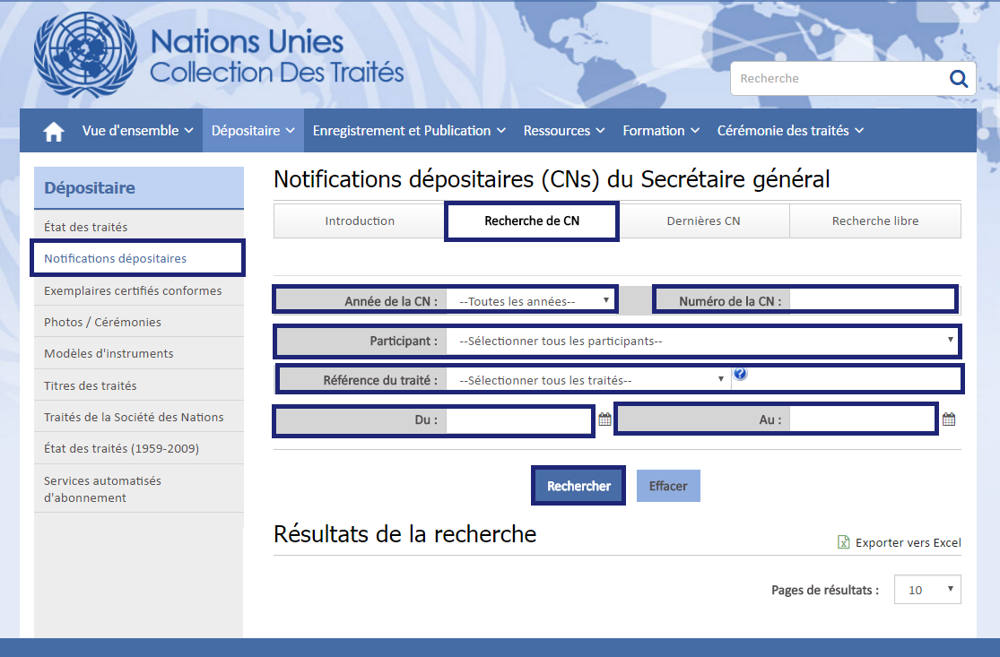 Nations Unies
Collection Des Traités
Recherche
Vue d'ensemble Dépositaire Enregistrement et Publication Ressources Formation Cérémonie des traités
Dépositaire
État des traités
Notifications dépositaires
Exemplaires certifiés conformes
Photos / Cérémonies
Modèles d'instruments
Titres des traités
Traités de la Société des Nations
État des traités (1959-2009)
Services automatisés
d'abonnement
Notifications dépositaires (CNs) du Secrétaire général
Introduction Recherche de CN Dernières CN Recherche libre
Année de la CN : --Toutes les années-- Numéro de la CN :
Participant : --Sélectionner tous les participants--
Référence du traité : --Sélectionner tous les traités-- ?
Du : Au :
Rechercher Effacer
Résultats de la recherche
Exporter vers Excel
Pages de résultats : 10